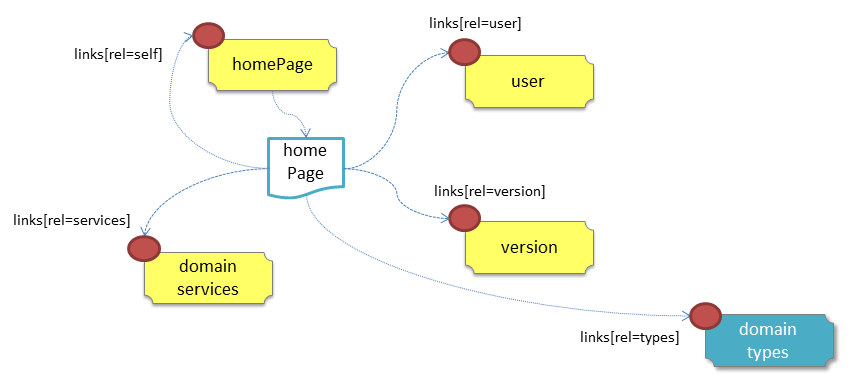 links[rel=user]
links[rel=self]
homePage
user
home
Page
links[rel=version]
links[rel=services]
version
domain
services
links[rel=types]
domain
types